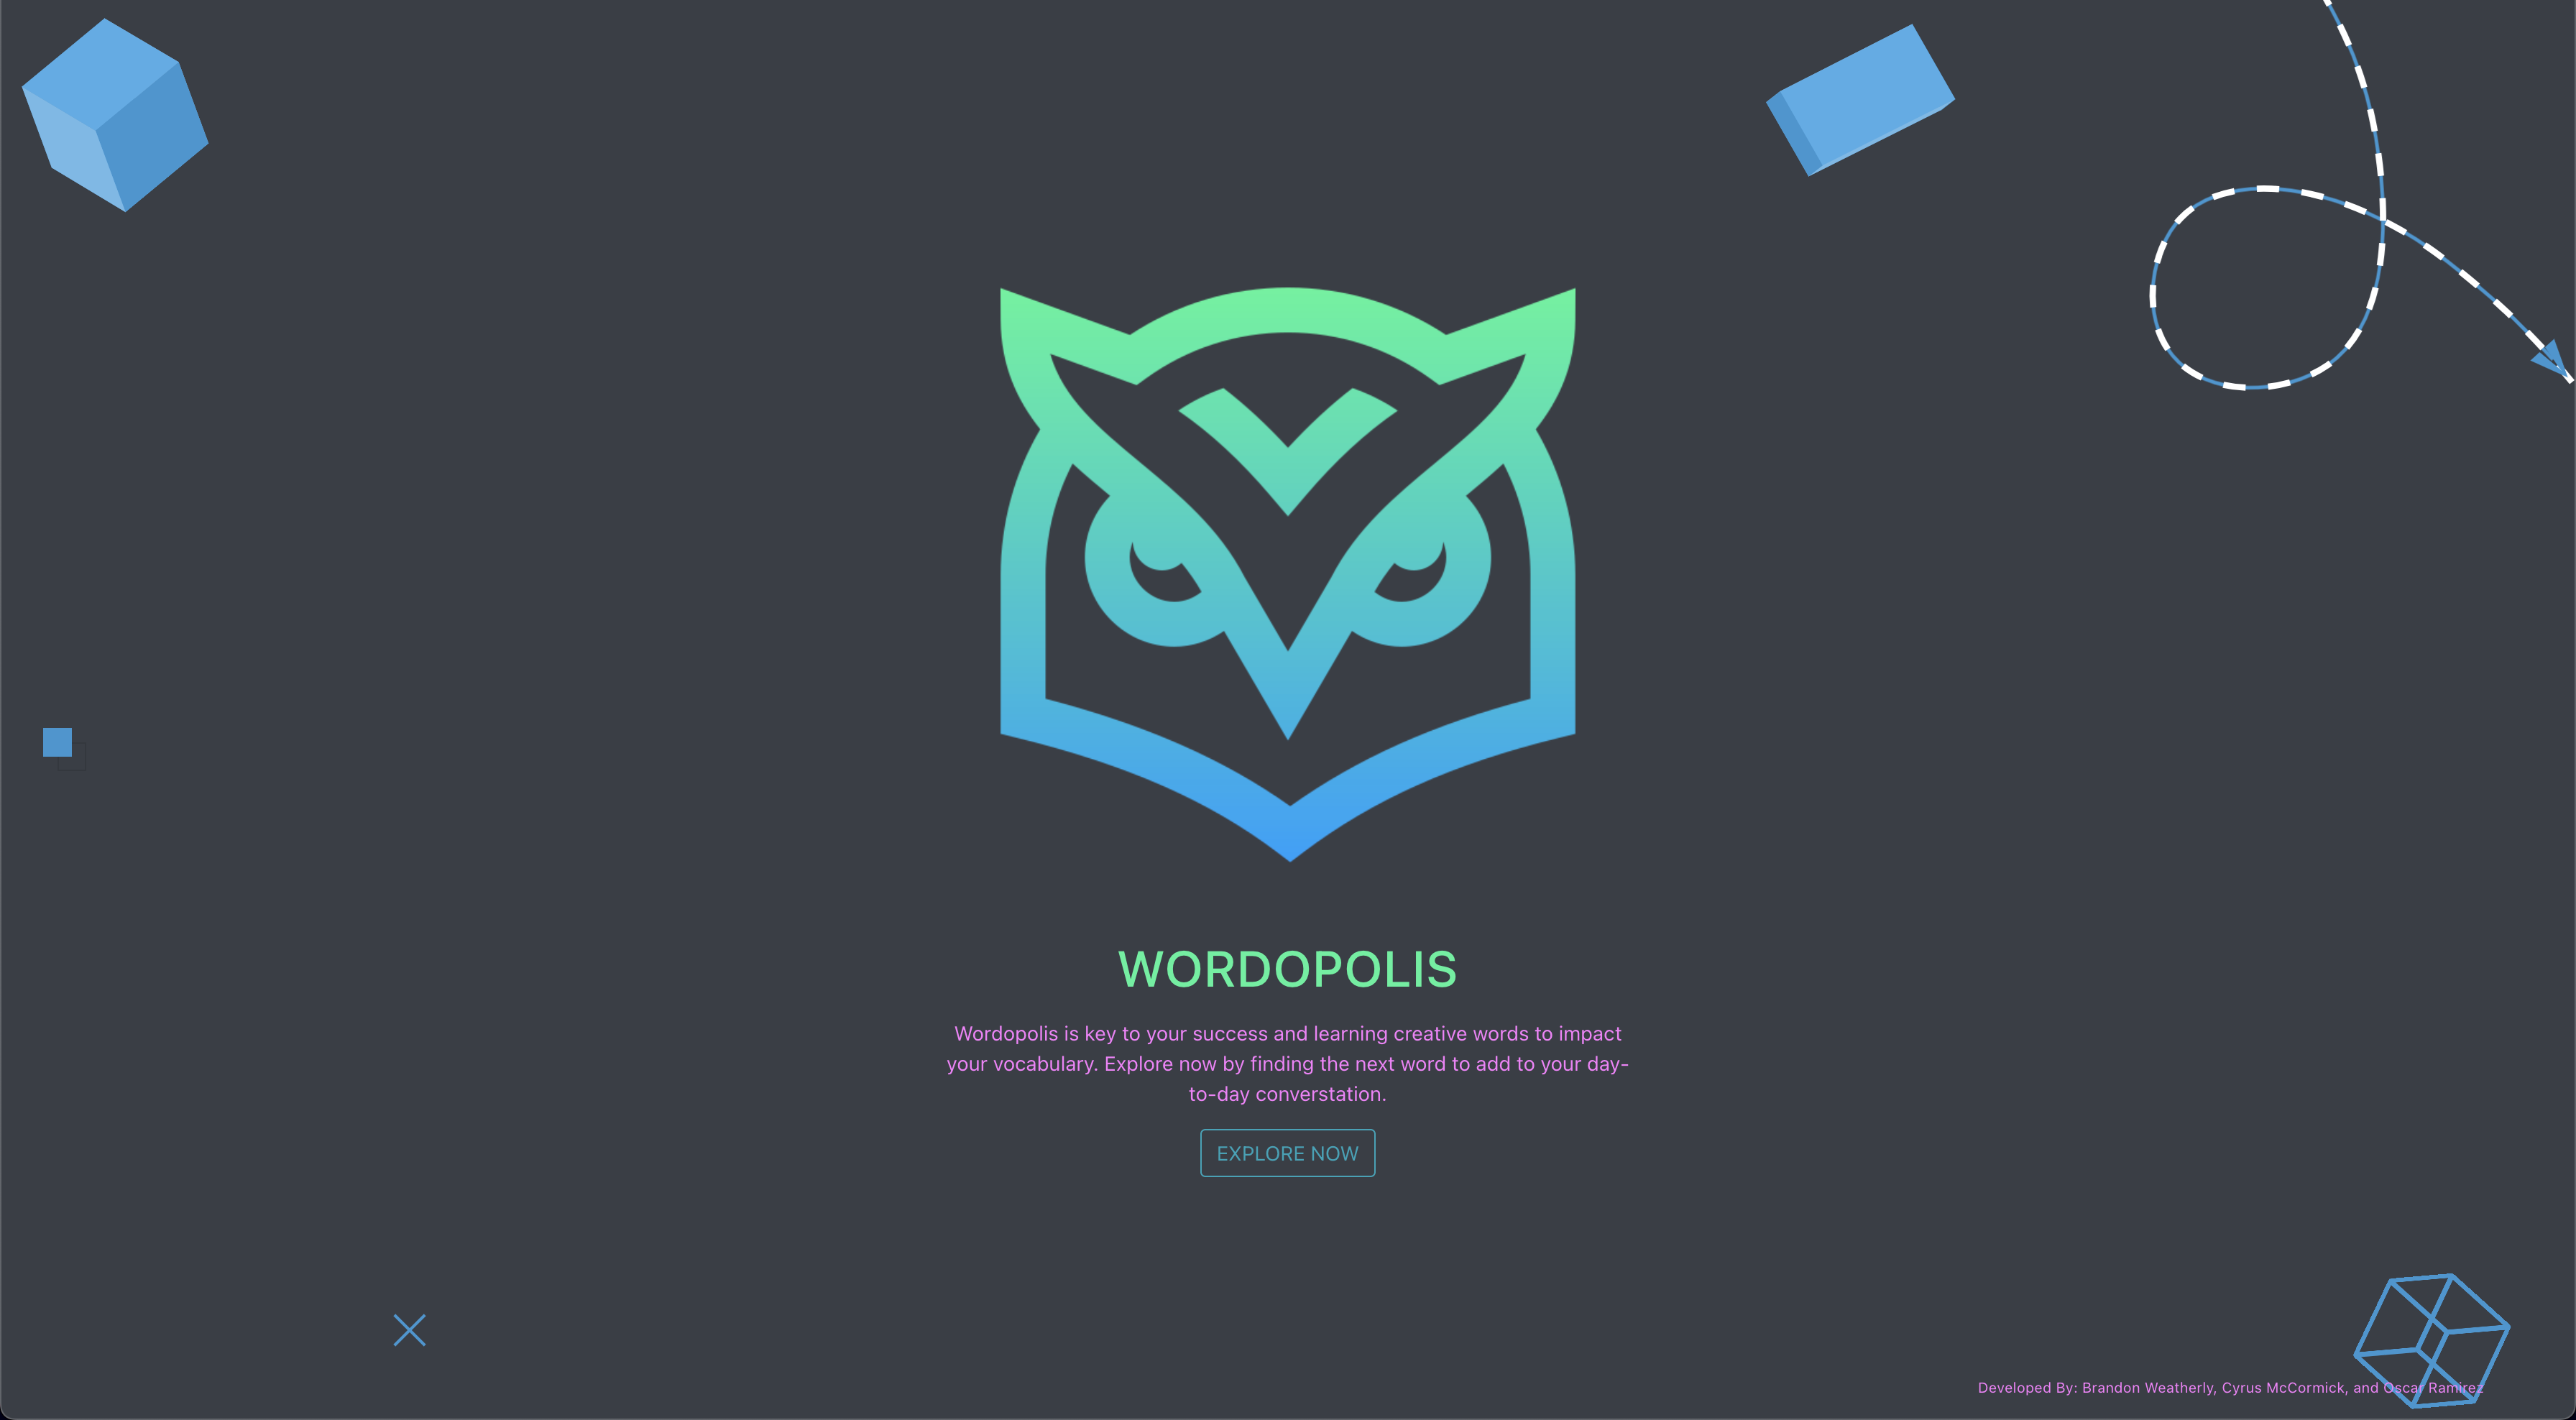 WORDOPOLIS
Wordopolis is key to your success and learning creative words to impact
your vocabulary. Explore now by finding the next word to add to your day-
to-day converstation.
EXPLORE NOW
Developed By: Brandon Weatherly, Cyrus McCormick, and Oscar Ramirez